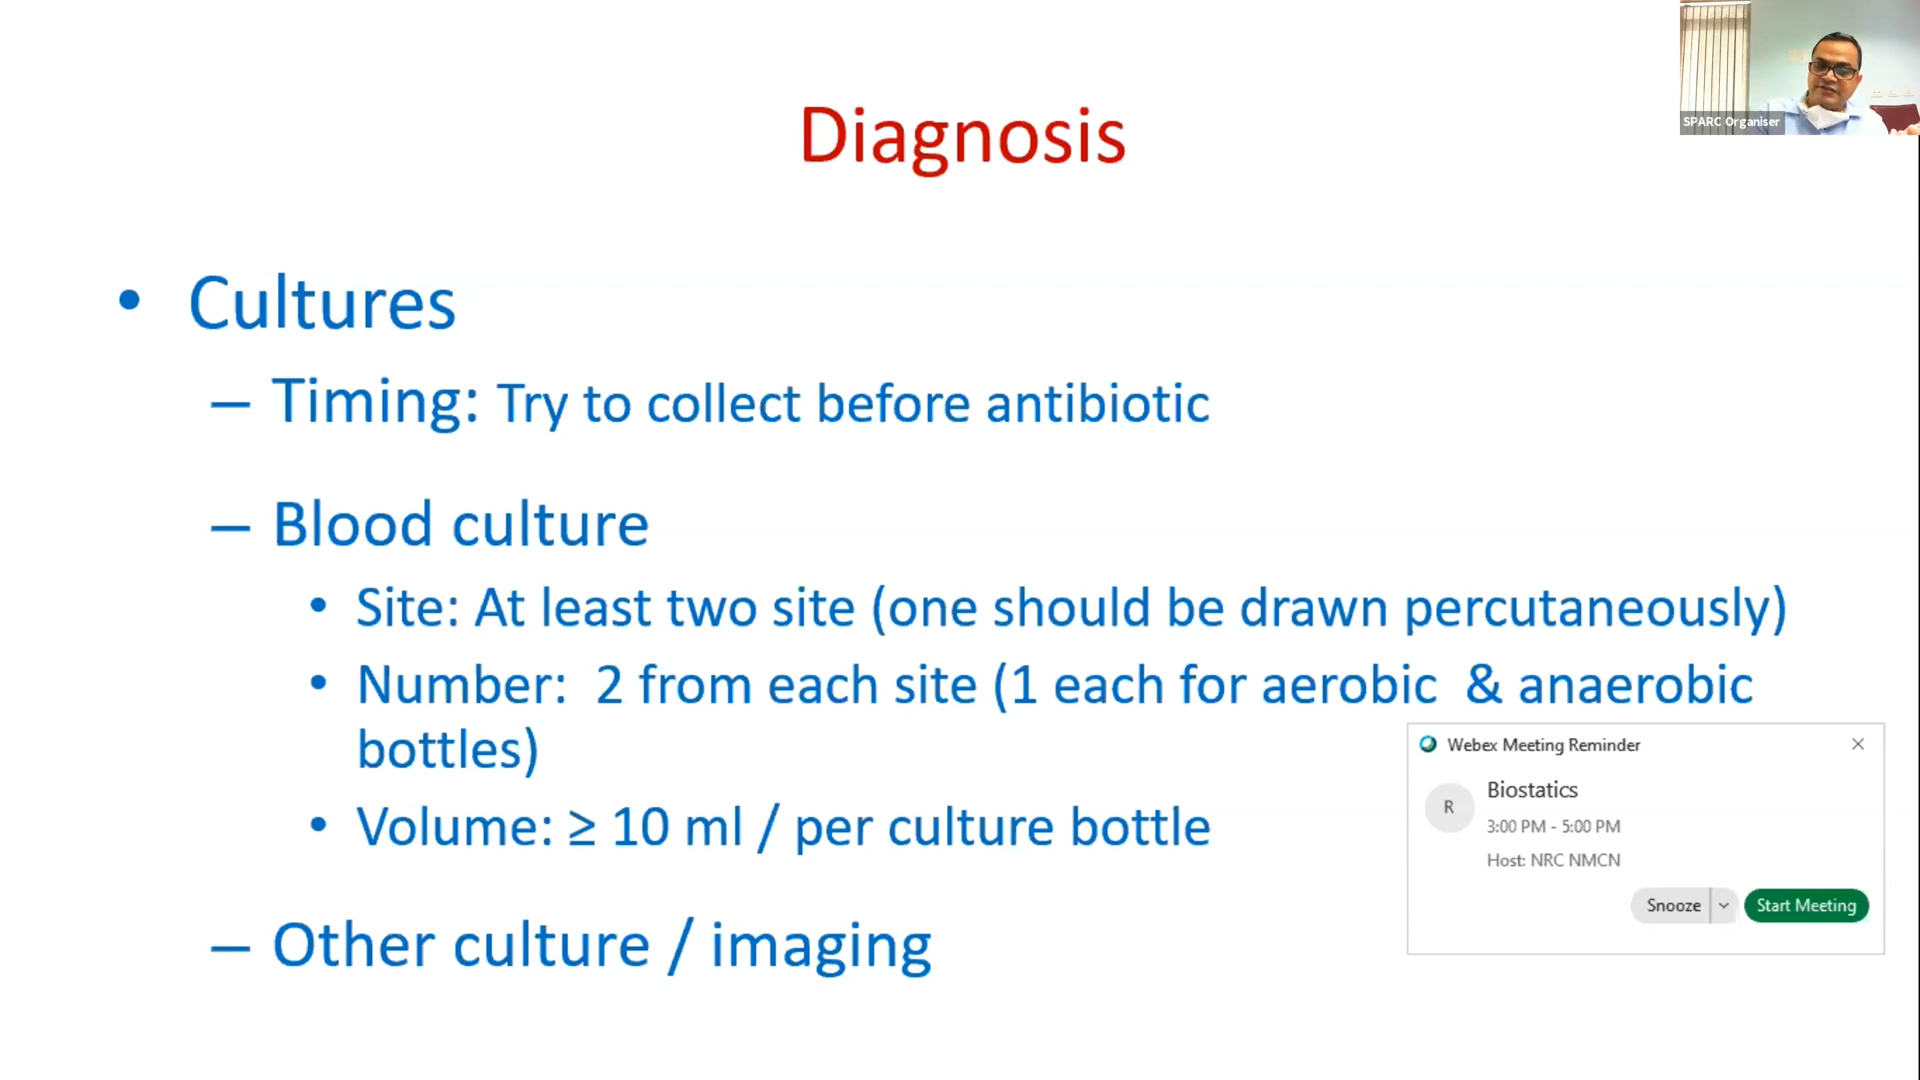 SPARC Organiser
Diagnosis
• Cultures
– Timing: Try to collect before antibiotic
– Blood culture
• Site: At least two site (one should be drawn percutaneously)
• Number: 2 from each site (1 each for aerobic & anaerobic
bottles)
• Volume: ≥ 10 ml / per culture bottle
– Other culture / imaging
Webex Meeting Reminder
R
Biostatics
3:00 PM - 5:00 PM
Host: NRC NMCN
Snooze
Start Meeting